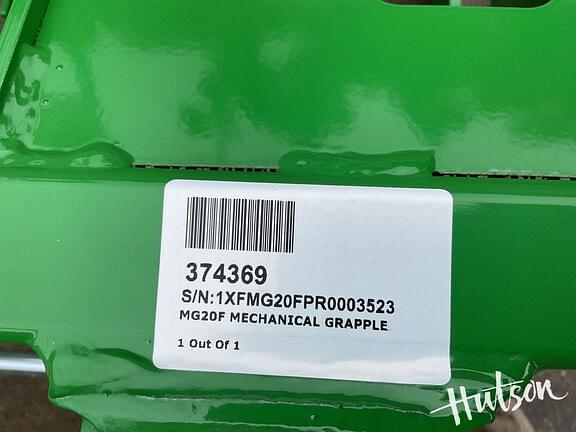 374369
S/N:1XFMG20FPR0003523
MG20F MECHANICAL GRAPPLE
1 Out Of 1
Hutson